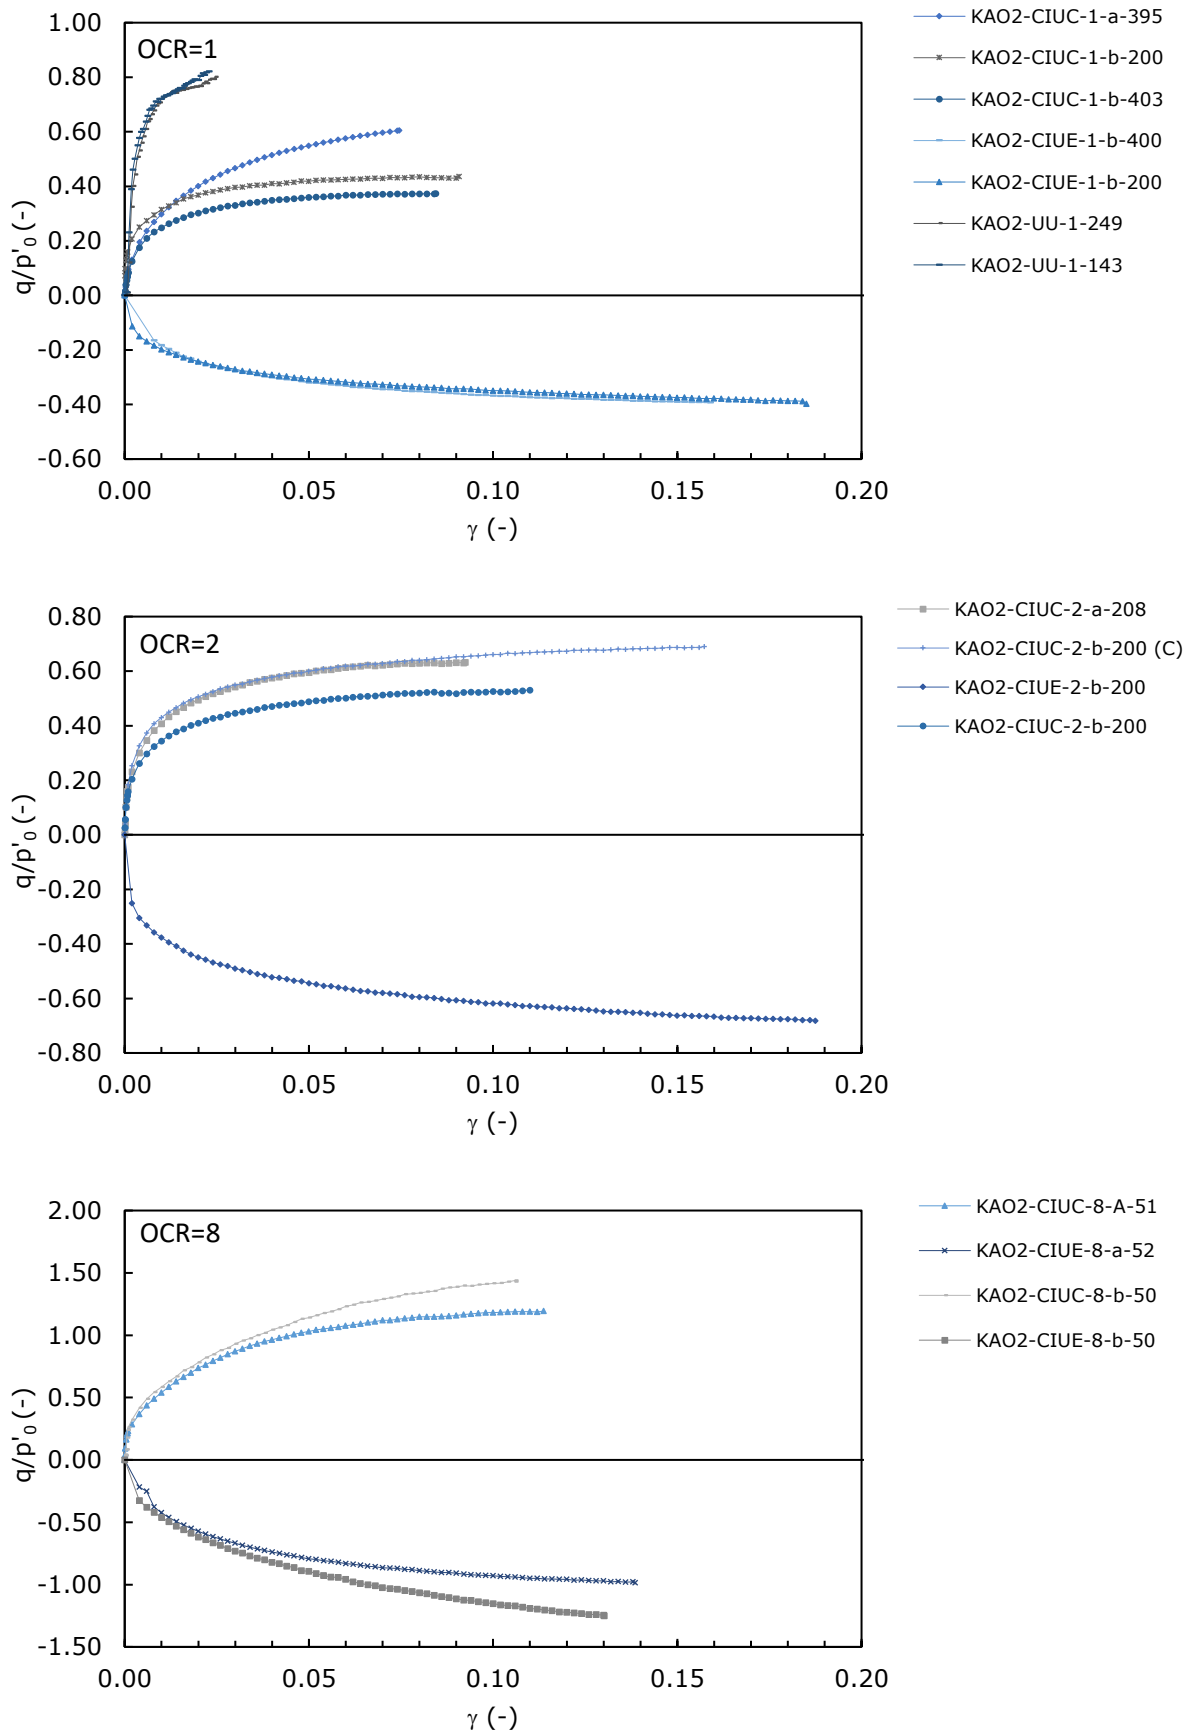 OCR=1
1.00
0.80
0.60
0.40
0.20
0.00
-0.20
-0.40
-0.60
q/p'0 (-)
0.00 0.05 0.10 0.15 0.20
γ (-)
KAO2-CIUC-1-a-395
KAO2-CIUC-1-b-200
KAO2-CIUC-1-b-403
KAO2-CIUE-1-b-400
KAO2-CIUE-1-b-200
KAO2-UU-1-249
KAO2-UU-1-143
OCR=2
0.80
0.60
0.40
0.20
0.00
-0.20
-0.40
-0.60
-0.80
q/p'0 (-)
0.00 0.05 0.10 0.15 0.20
γ (-)
KAO2-CIUC-2-a-208
KAO2-CIUC-2-b-200 (C)
KAO2-CIUE-2-b-200
KAO2-CIUC-2-b-200
OCR=8
2.00
1.50
1.00
0.50
0.00
-0.50
-1.00
-1.50
q/p'0 (-)
0.00 0.05 0.10 0.15 0.20
γ (-)
KAO2-CIUC-8-A-51
KAO2-CIUE-8-a-52
KAO2-CIUC-8-b-50
KAO2-CIUE-8-b-50